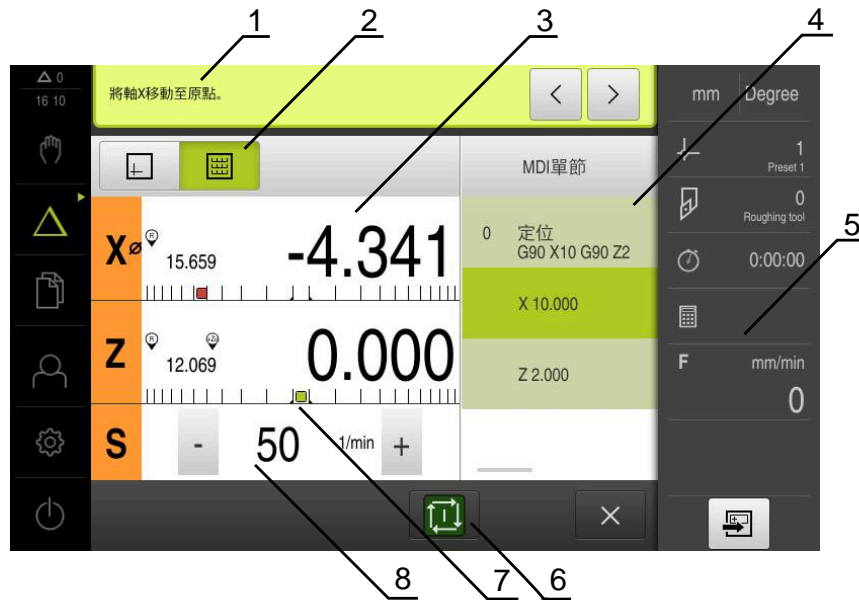 1
2
3
4
0
16 10
將軸X移動至原點。
mm Degree
MDI單節
1
Preset 1
0
Roughing tool
5
X⌀
R
15.659
-4.341
0 定位
G90 X10 G90 Z2
0:00:00
X 10.000
Z
R
12.069
0.000
Z 2.000
F mm/min
0
S
-
50
1/min
+
8
7
6